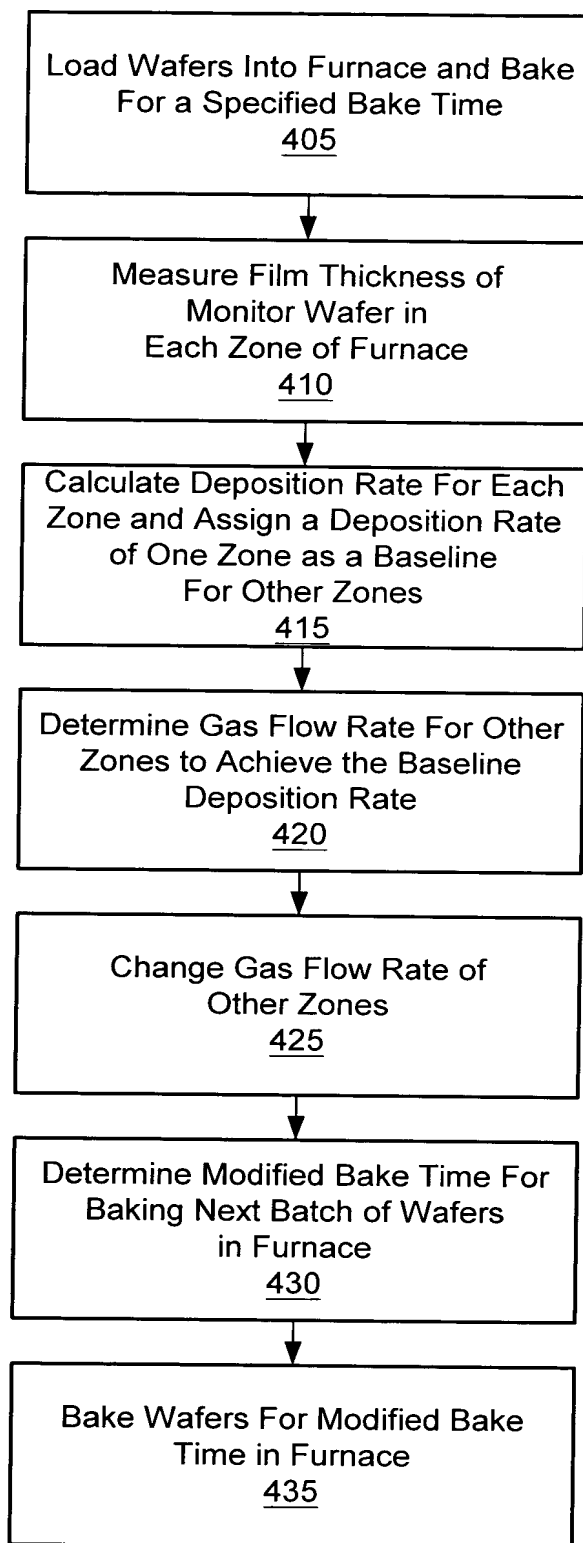 Load Wafers Into Furnace and Bake
For a Specified Bake Time
405
Measure Film Thickness of
Monitor Wafer in
Each Zone of Furnace
410
Calculate Deposition Rate For Each
Zone and Assign a Deposition Rate
of One Zone as a Baseline
For Other Zones
415
Determine Gas Flow Rate For Other
Zones to Achieve the Baseline
Deposition Rate
420
Change Gas Flow Rate of
Other Zones
425
Determine Modified Bake Time For
Baking Next Batch of Wafers
in Furnace
430
Bake Wafers For Modified Bake
Time in Furnace
435